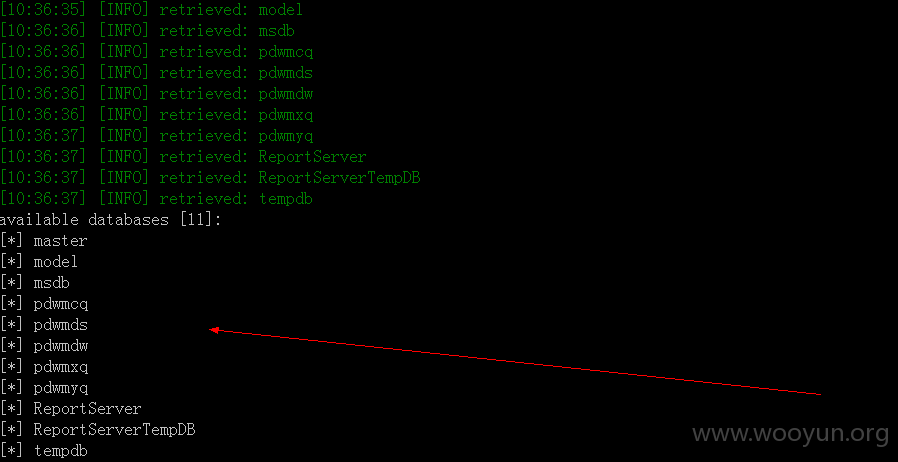 [10:36:35] [INFO] retrieved: model
[10:36:36] [INFO] retrieved: msdb
[10:36:36] [INFO] retrieved: pdwmcq
[10:36:36] [INFO] retrieved: pdwmds
[10:36:36] [INFO] retrieved: pdwmdw
[10:36:36] [INFO] retrieved: pdwmxq
[10:36:37] [INFO] retrieved: pdwmyq
[10:36:37] [INFO] retrieved: ReportServer
[10:36:37] [INFO] retrieved: ReportServerTempDB
[10:36:37] [INFO] retrieved: tempdb
available databases [11]:
[*] master
[*] model
[*] msdb
[*] pdwmcq
[*] pdwmds
[*] pdwmdw
[*] pdwmxq
[*] pdwmyq
[*] ReportServer
[*] ReportServerTempDB
[*] tempdb
www.wooyun.org